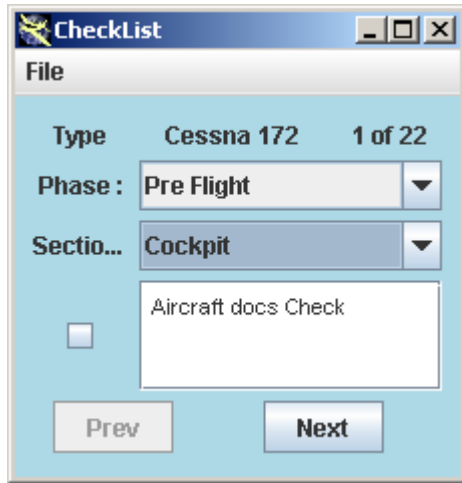 CheckList
File
Type Cessna 172 1 of 22
Phase : Pre Flight
Sectio... Cockpit
Aircraft docs Check
Prev Next